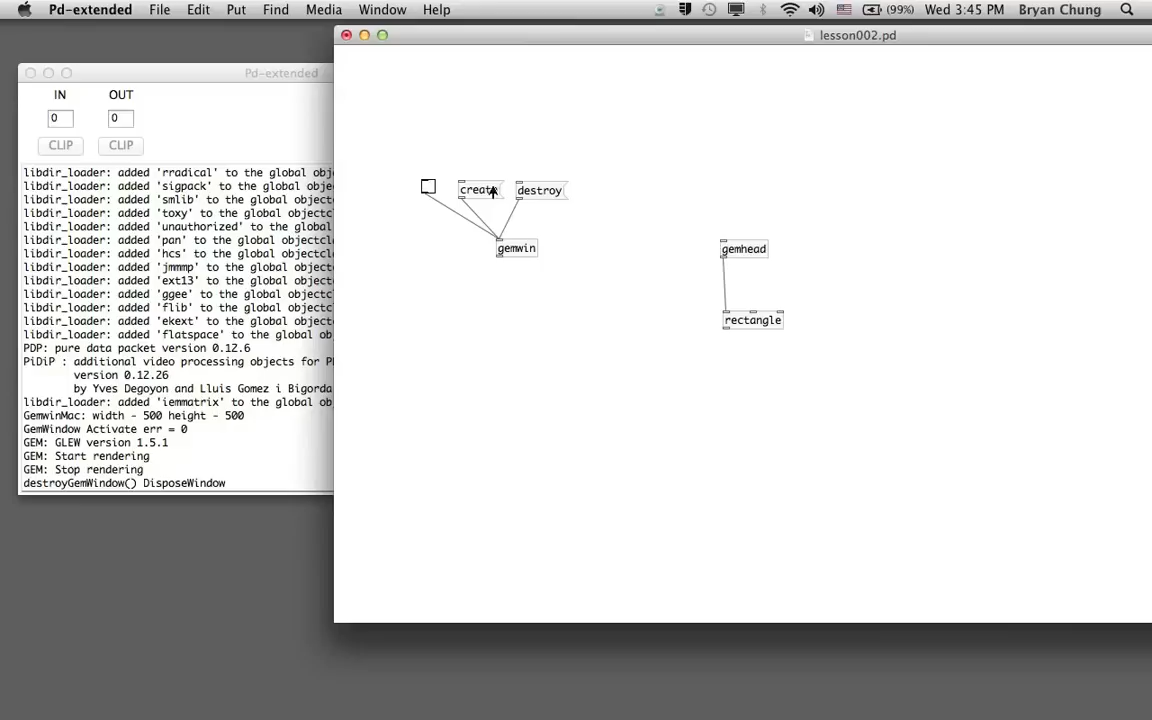 Pd-extended File Edit Put Find Media Window Help (99%) Wed 3:45 PM Bryan Chung
lesson002.pd
Pd-extended
IN OUT
0 0
CLIP CLIP
libdir_loader: added 'rradical' to the global obje
libdir_loader: added 'sigpack' to the global objec
libdir_loader: added 'smlib' to the global objectc
libdir_loader: added 'toxy' to the global objectcl
libdir_loader: added 'unauthorized' to the global
libdir_loader: added 'pan' to the global objectcla
libdir_loader: added 'hcs' to the global objectcla
libdir_loader: added 'jmmmp' to the global objectc
libdir_loader: added 'ext13' to the global objectc
libdir_loader: added 'ggee' to the global objectcl
libdir_loader: added 'flib' to the global objectcl
libdir_loader: added 'ekext' to the global objectc
libdir_loader: added 'flatspace' to the global obj
PDP: pure data packet version 0.12.6
PiDiP : additional video processing objects for P
version 0.12.26
by Yves Degoyon and Lluis Gomez i Bigorda
libdir_loader: added 'iemmatrix' to the global obj
GemwinMac: width - 500 height - 500
GemWindow Activate err = 0
GEM: GLEW version 1.5.1
GEM: Start rendering
GEM: Stop rendering
destroyGemWindow() DisposeWindow
create destroy
gemwin
gemhead
rectangle